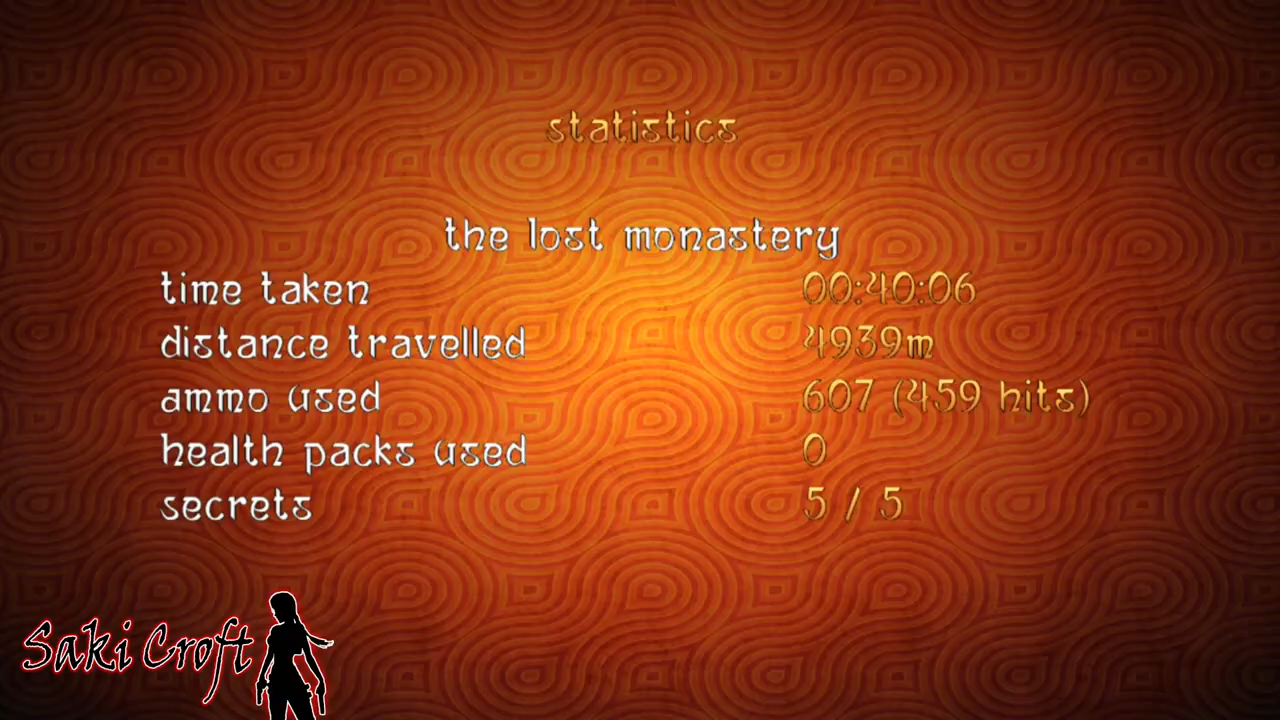 statistics
the lost monastery
time taken 00:40:06
distance travelled 4939m
ammo used 607 (459 hits)
health packs used 0
secrets 5 / 5
Saki Croft